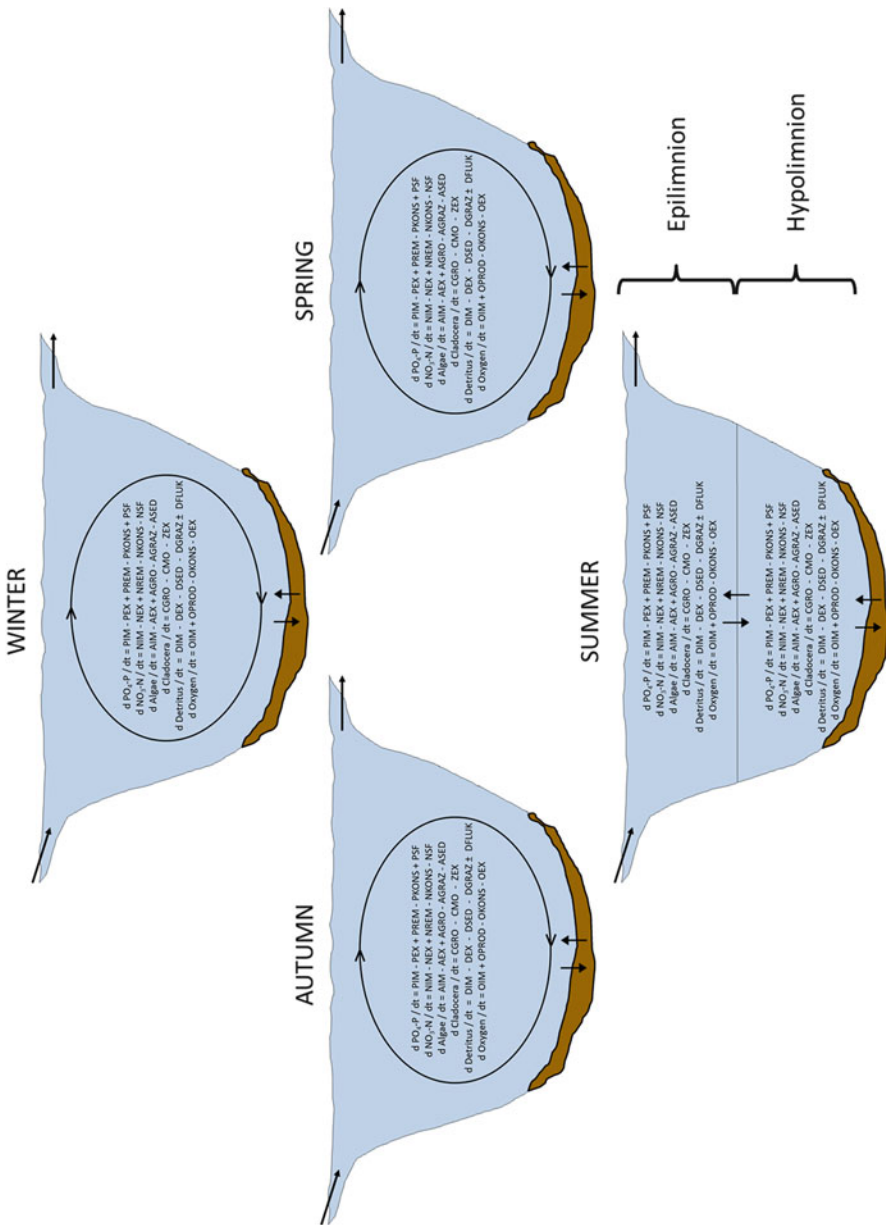 WINTER
d PO₄-P / dt = PIM - PEX + PREM - PKONS + PSF
d NO₃-N / dt = NIM - NEX + NREM - NKONS - NSF
d Algae / dt = AIM - AEX + AGRO - AGRAZ - ASED
d Cladocera / dt = CGRO - CMO - ZEX
d Detritus / dt = DIM - DEX - DSED - DGRAZ ± DFLUK
d Oxygen / dt = OIM + OPROD - OKONS - OEX
AUTUMN
d PO₄-P / dt = PIM - PEX + PREM - PKONS + PSF
d NO₃-N / dt = NIM - NEX + NREM - NKONS - NSF
d Algae / dt = AIM - AEX + AGRO - AGRAZ - ASED
d Cladocera / dt = CGRO - CMO - ZEX
d Detritus / dt = DIM - DEX - DSED - DGRAZ ± DFLUK
d Oxygen / dt = OIM + OPROD - OKONS - OEX
SPRING
d PO₄-P / dt = PIM - PEX + PREM - PKONS + PSF
d NO₃-N / dt = NIM - NEX + NREM - NKONS - NSF
d Algae / dt = AIM - AEX + AGRO - AGRAZ - ASED
d Cladocera / dt = CGRO - CMO - ZEX
d Detritus / dt = DIM - DEX - DSED - DGRAZ ± DFLUK
d Oxygen / dt = OIM + OPROD - OKONS - OEX
SUMMER
d PO₄-P / dt = PIM - PEX + PREM - PKONS + PSF
d NO₃-N / dt = NIM - NEX + NREM - NKONS - NSF
d Algae / dt = AIM - AEX + AGRO - AGRAZ - ASED
d Cladocera / dt = CGRO - CMO - ZEX
d Detritus / dt = DIM - DEX - DSED - DGRAZ ± DFLUK
d Oxygen / dt = OIM + OPROD - OKONS - OEX
Epilimnion
d PO₄-P / dt = PIM - PEX + PREM - PKONS + PSF
d NO₃-N / dt = NIM - NEX + NREM - NKONS - NSF
d Algae / dt = AIM - AEX + AGRO - AGRAZ - ASED
d Cladocera / dt = CGRO - CMO - ZEX
d Detritus / dt = DIM - DEX - DSED - DGRAZ ± DFLUK
d Oxygen / dt = OIM + OPROD - OKONS - OEX
Hypolimnion